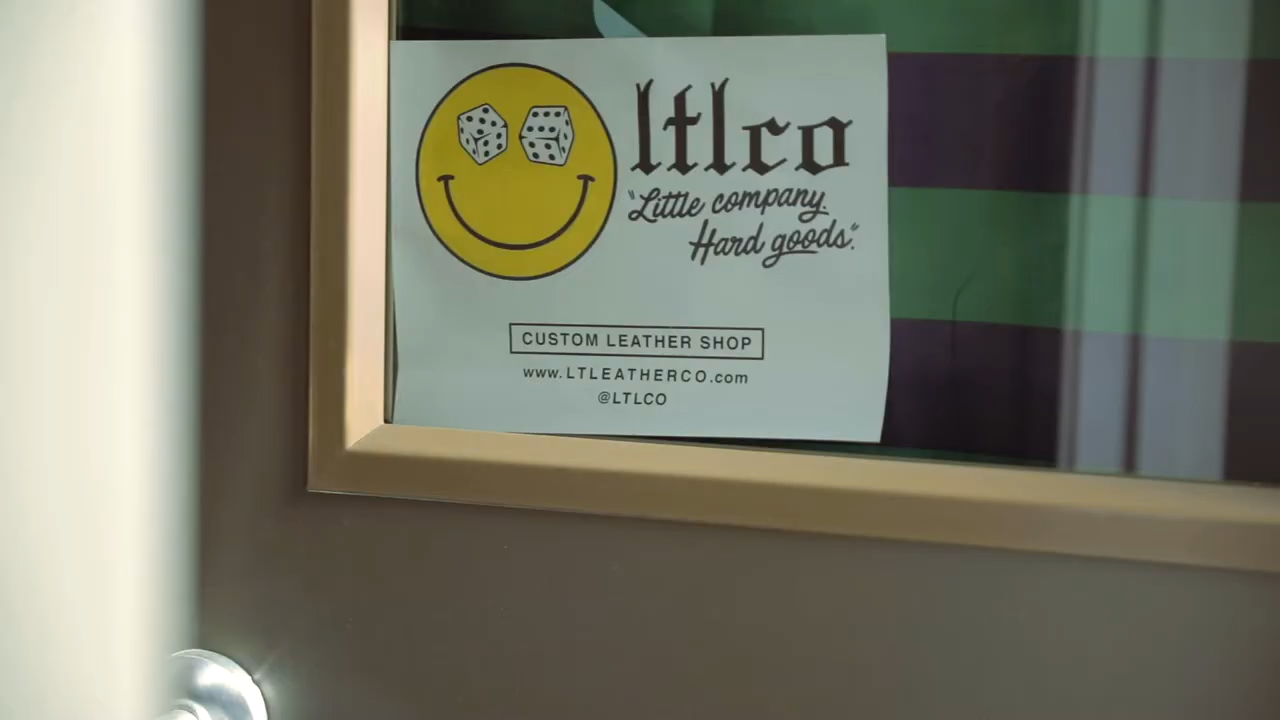 ltlco
"Little company.
Hard goods".
CUSTOM LEATHER SHOP
www.LTLEATHERCO.com
@LTLCO